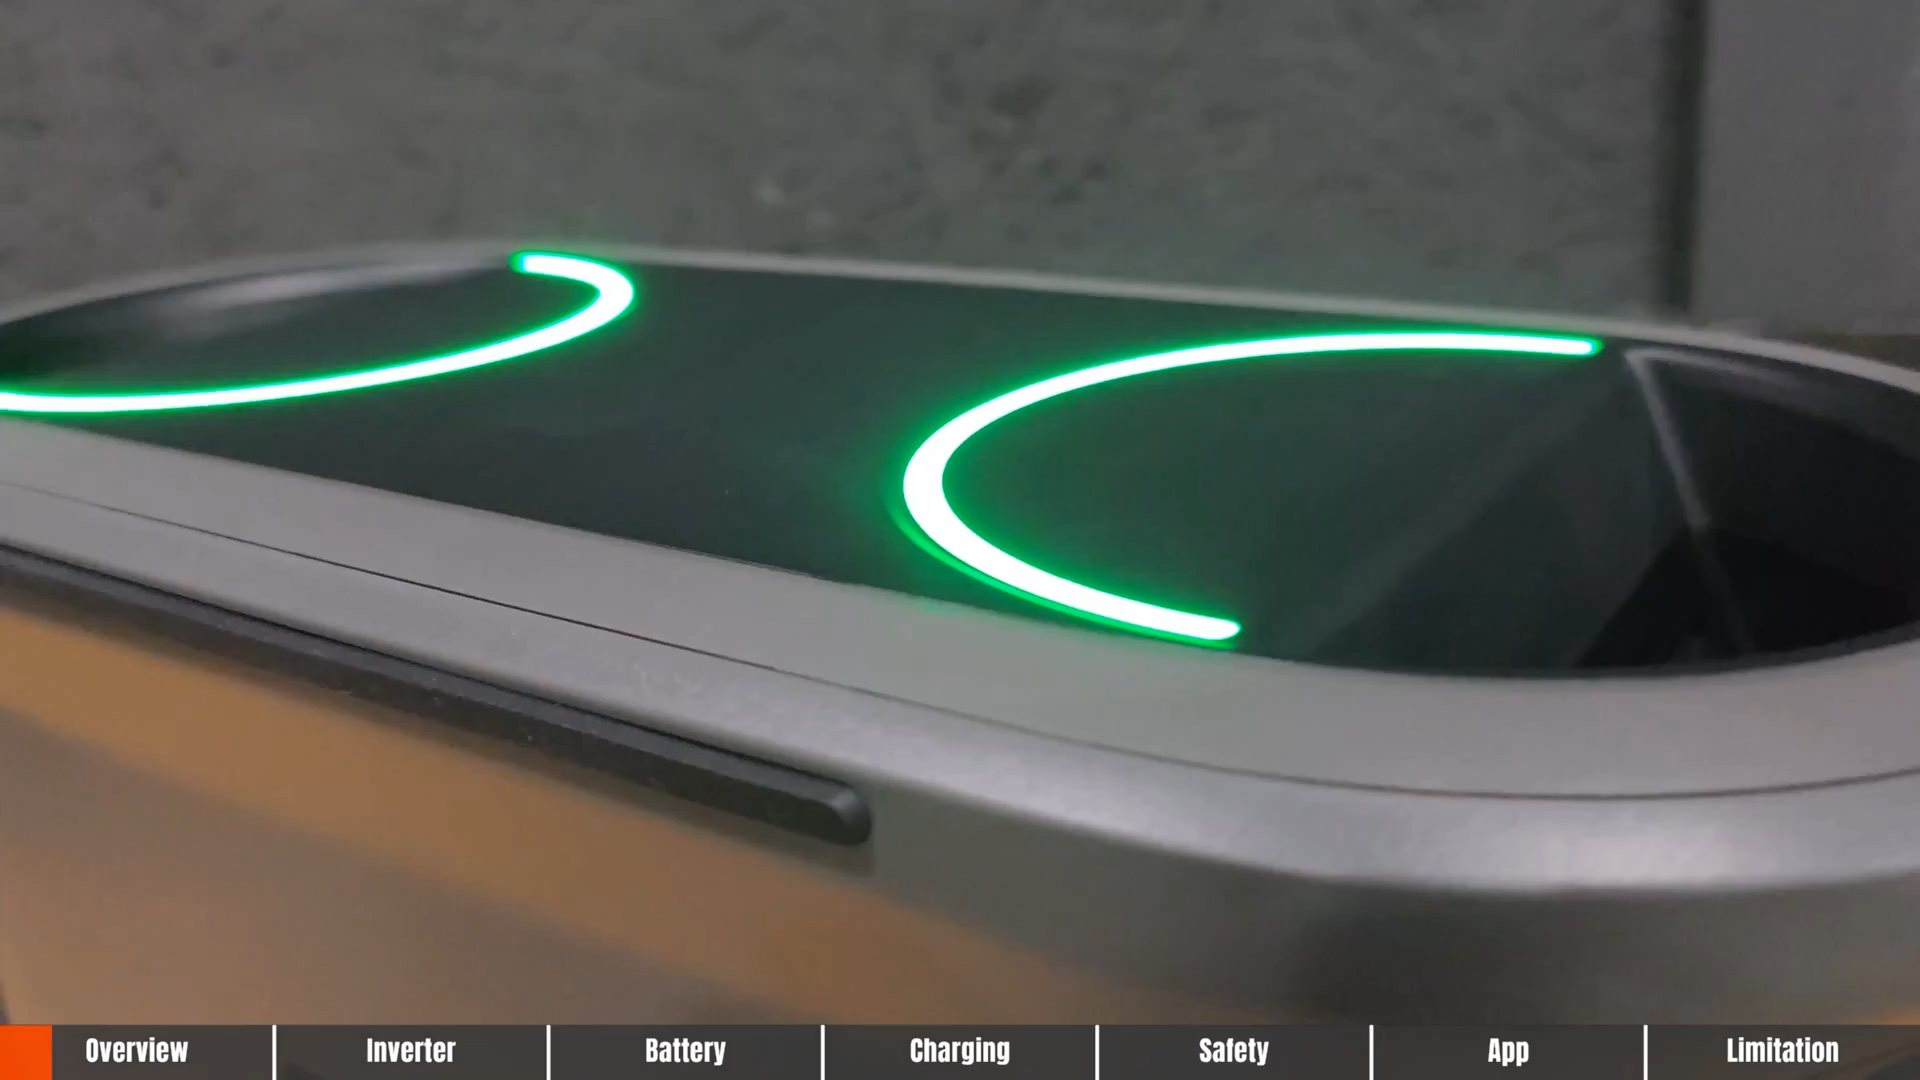 Overview
Inverter
Battery
Charging
Safety
App
Limitation